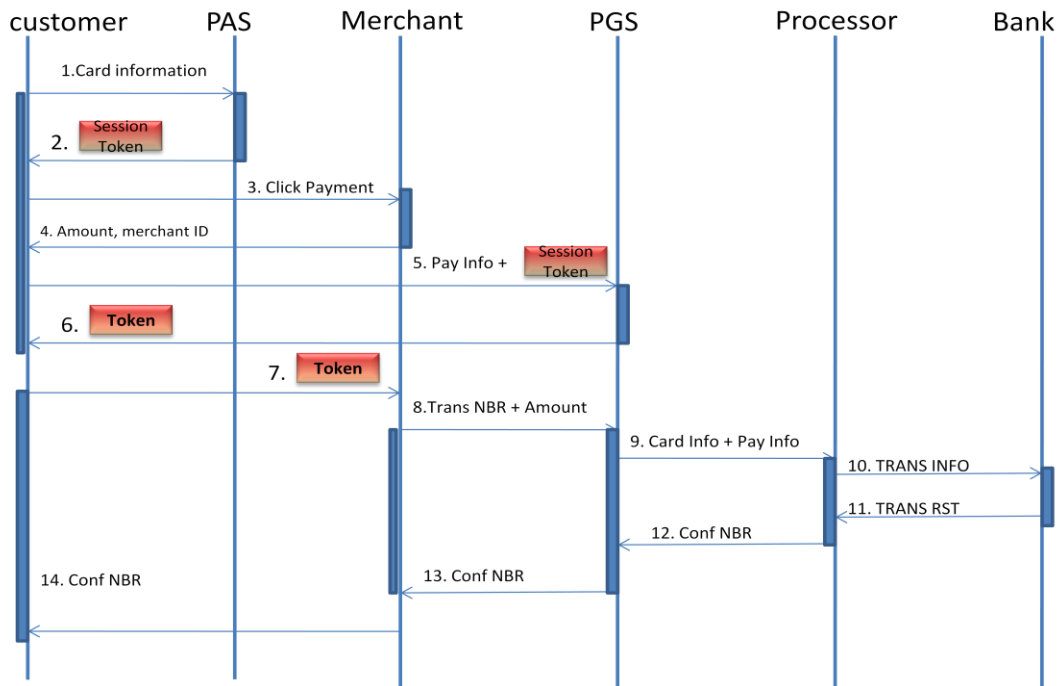 customer
PAS
Merchant
PGS
Processor
Bank
1.Card information
2.
Session
Token
3. Click Payment
4. Amount, merchant ID
5. Pay Info +
Session
Token
6.
Token
7.
Token
8.Trans NBR + Amount
9. Card Info + Pay Info
10. TRANS INFO
11. TRANS RST
12. Conf NBR
13. Conf NBR
14. Conf NBR